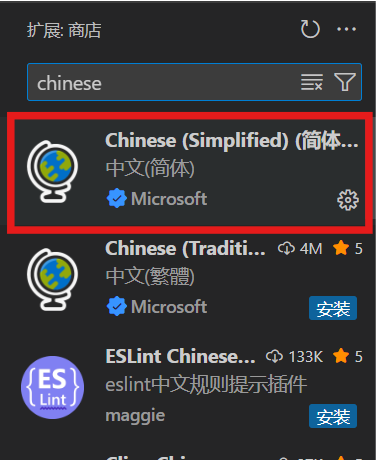 扩展: 商店
chinese
Chinese (Simplified) (简体...
中文(简体)
Microsoft
Chinese (Traditi... 4M 5
中文(繁體)
Microsoft 安装
ESLint Chinese... 133K 5
ES
Lint
eslint中文规则提示插件
maggie 安装